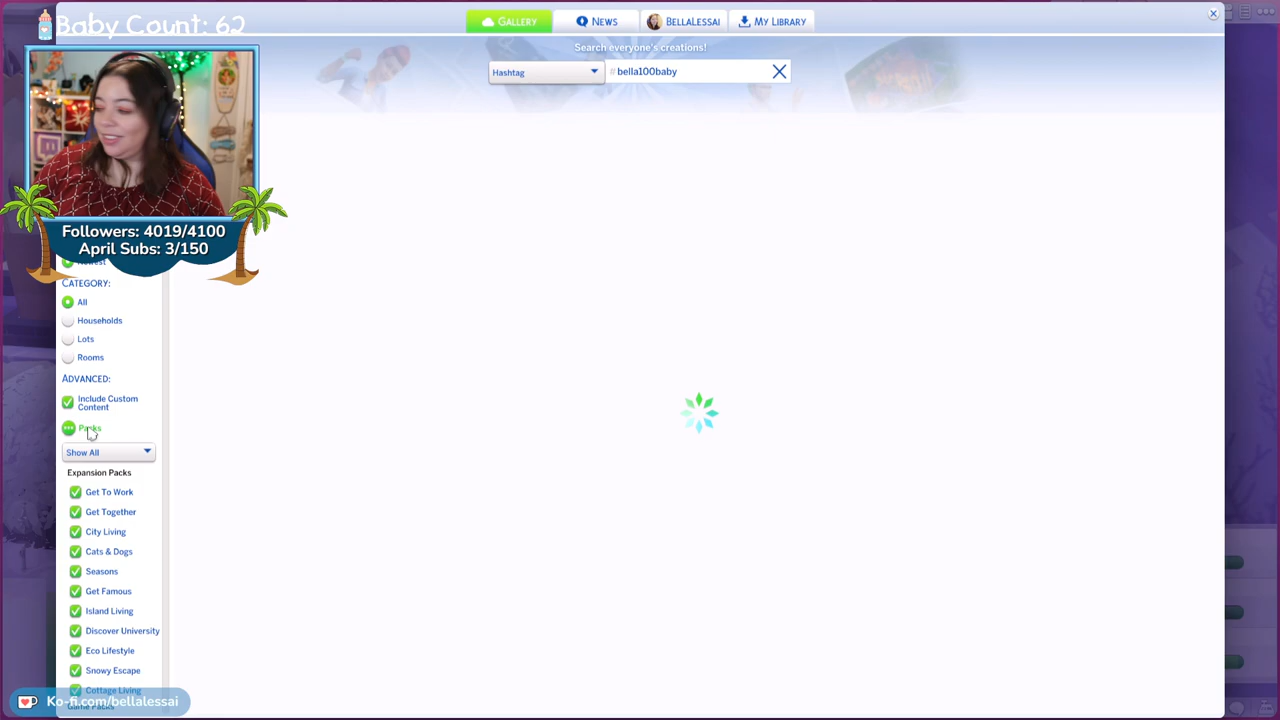 Baby Count: 62
GALLERY
NEWS
BELLALESSAI
MY LIBRARY
Search everyone's creations!
Hashtag
# bella100baby
Followers: 4019/4100
April Subs: 3/150
Newest
CATEGORY:
All
Households
Lots
Rooms
ADVANCED:
Include Custom
Content
Packs
Show All
Expansion Packs
Get To Work
Get Together
City Living
Cats & Dogs
Seasons
Get Famous
Island Living
Discover University
Eco Lifestyle
Snowy Escape
Cottage Living
Game Packs
Ko-fi.com/bellalessai